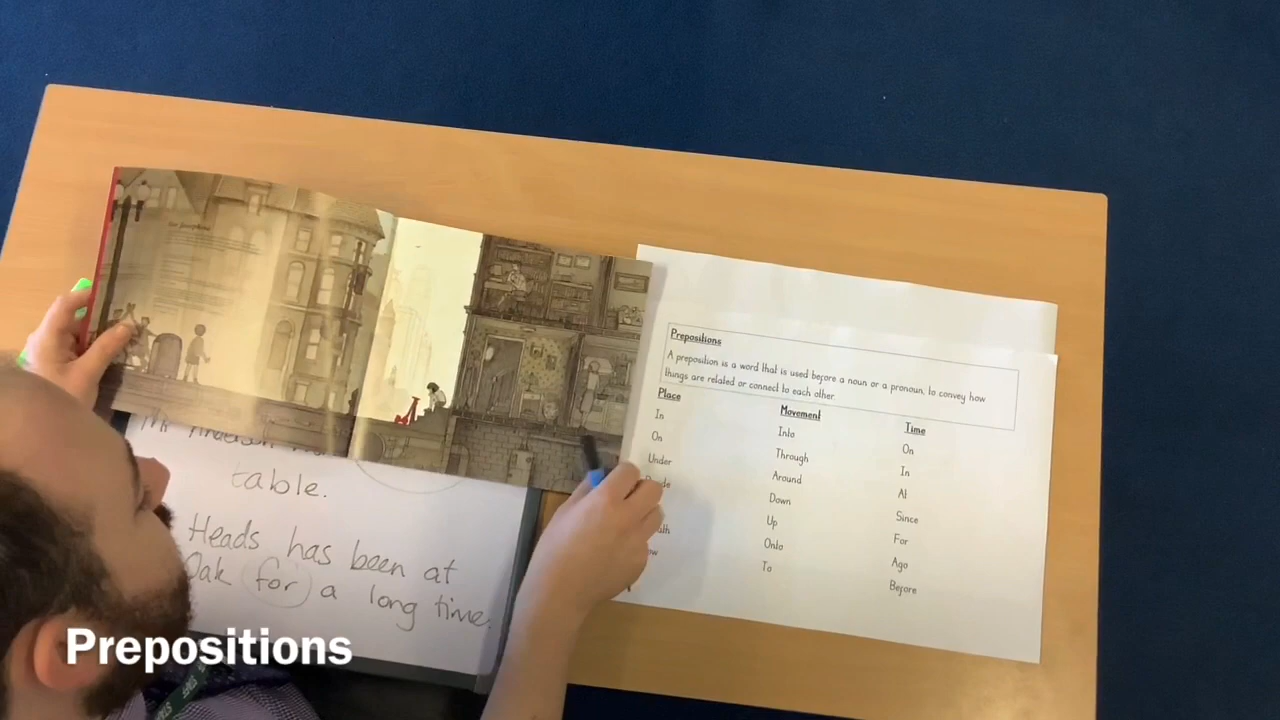 Prepositions
A preposition is a word that is used before a noun or a pronoun, to convey how
things are related or connect to each other.
Place
In
On
Under
Movement
Into
Through
Around
Down
Up
Onto
To
Time
On
In
At
Since
For
Ago
Before
table.
Heads has been at
Oak for a long time.
Prepositions